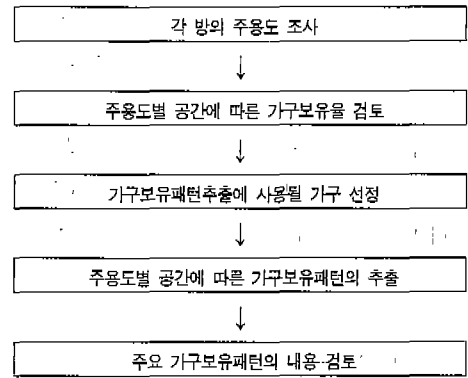 각 방의 주용도 조사
↓
주용도별 공간에 따른 가구보유율 검토
↓
가구보유패턴추출에 사용될 가구 선정
↓
주용도별 공간에 따른 가구보유패턴의 추출
↓
주요 가구보유패턴의 내용 검토